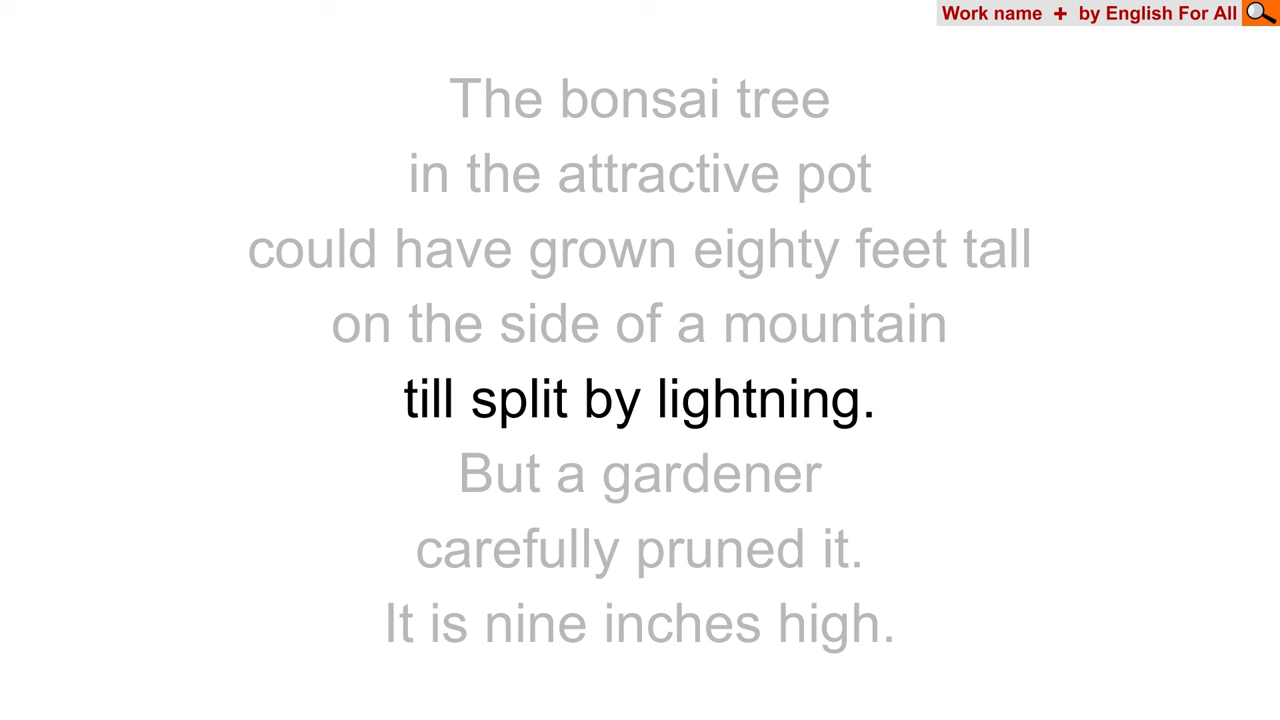 Work name + by English For All
The bonsai tree
in the attractive pot
could have grown eighty feet tall
on the side of a mountain
till split by lightning.
But a gardener
carefully pruned it.
It is nine inches high.